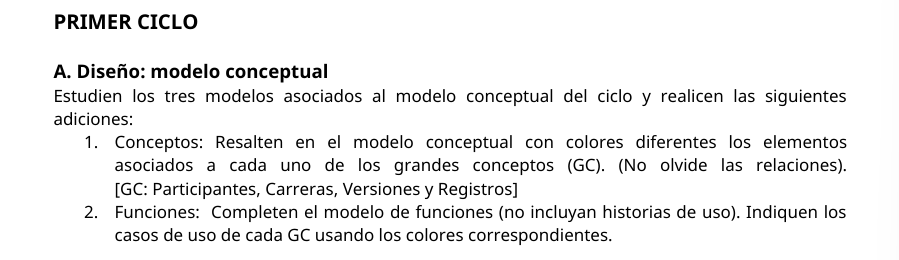 PRIMER CICLO
A. Diseño: modelo conceptual
Estudien los tres modelos asociados al modelo conceptual del ciclo y realicen las siguientes
adiciones:
1. Conceptos: Resalten en el modelo conceptual con colores diferentes los elementos
asociados a cada uno de los grandes conceptos (GC). (No olvide las relaciones).
[GC: Participantes, Carreras, Versiones y Registros]
2. Funciones: Completen el modelo de funciones (no incluyan historias de uso). Indiquen los
casos de uso de cada GC usando los colores correspondientes.